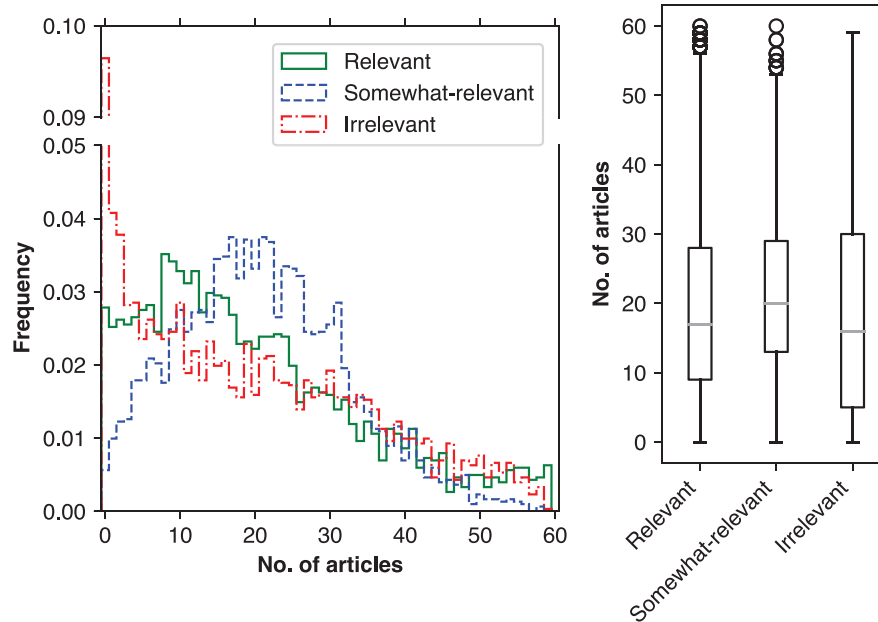 0.10
0.09
0.05
0.04
0.03
0.02
0.01
0.00
Frequency
Relevant
Somewhat-relevant
Irrelevant
0 10 20 30 40 50 60
No. of articles
60
50
40
30
20
10
0
No. of articles
Relevant
Somewhat-relevant
Irrelevant